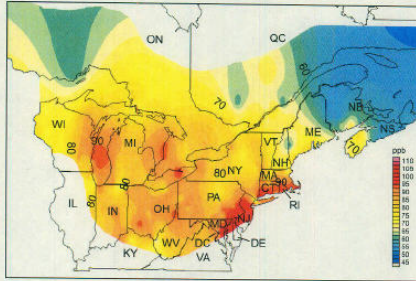 ON
QC
60
NB
NS
70
ME
70
WI
90
MI
80
VT
NH
80
NY
MA
90
CT
RI
IL
80
80
IN
OH
PA
NJ
MD
WV
DC
DE
KY
VA
ppb
110
105
100
95
90
85
80
75
70
65
60
55
50
45